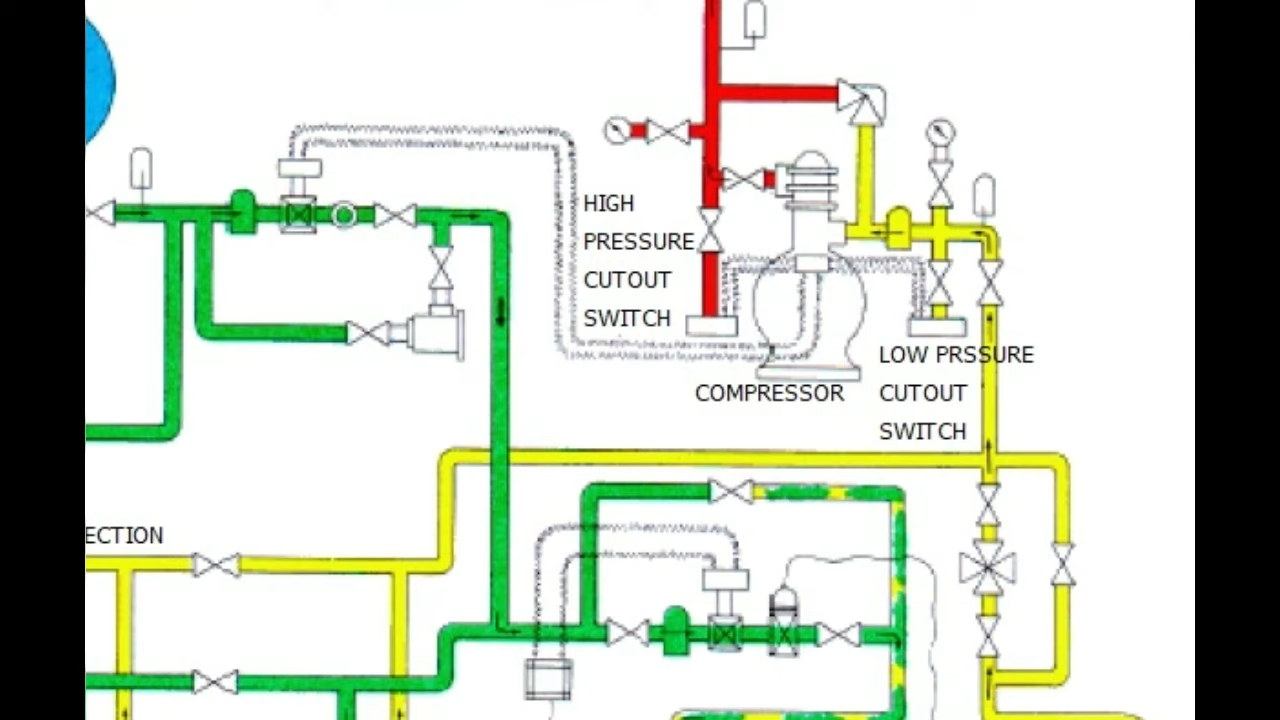 HIGH
PRESSURE
CUTOUT
SWITCH
LOW PRSSURE
CUTOUT
SWITCH
COMPRESSOR
ECTION